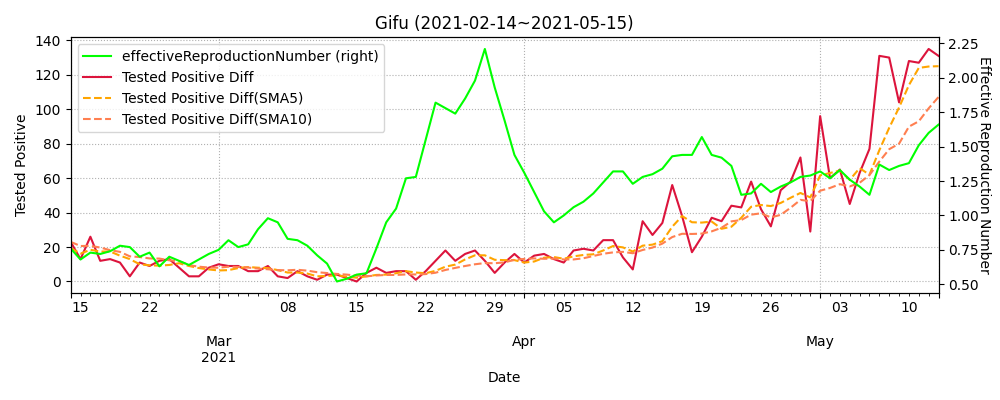 Gifu (2021-02-14~2021-05-15)
effectiveReproductionNumber (right)
Tested Positive Diff
Tested Positive Diff(SMA5)
Tested Positive Diff(SMA10)
Tested Positive
140
120
100
80
60
40
20
0
2.25
2.00
1.75
1.50
1.25
1.00
0.75
0.50
Effective Reproduction Number
15 22 08 15 22 29 05 12 19 26 03 10
Mar Apr May
2021
Date